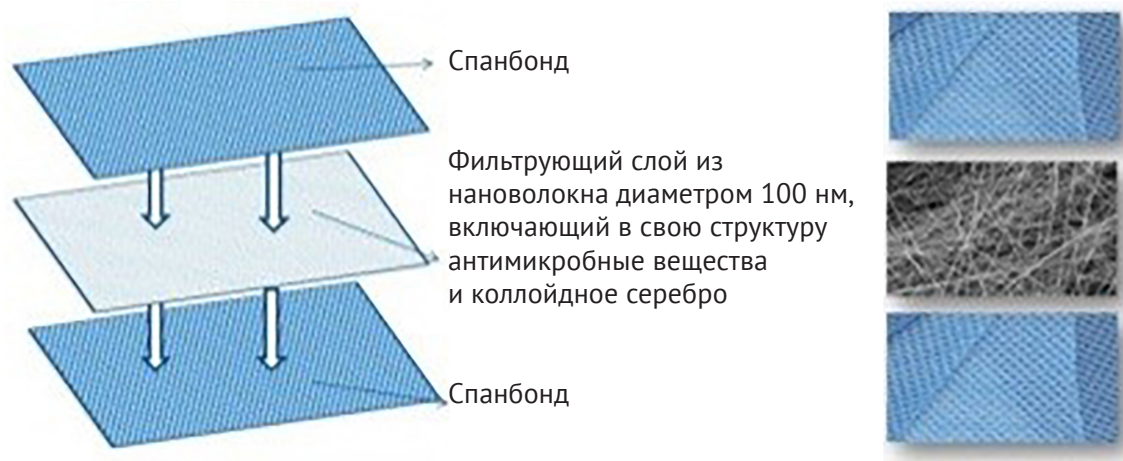 Спанбонд
Фильтрующий слой из
нановолокна диаметром 100 нм,
включающий в свою структуру
антимикробные вещества
и коллойдное серебро
Спанбонд